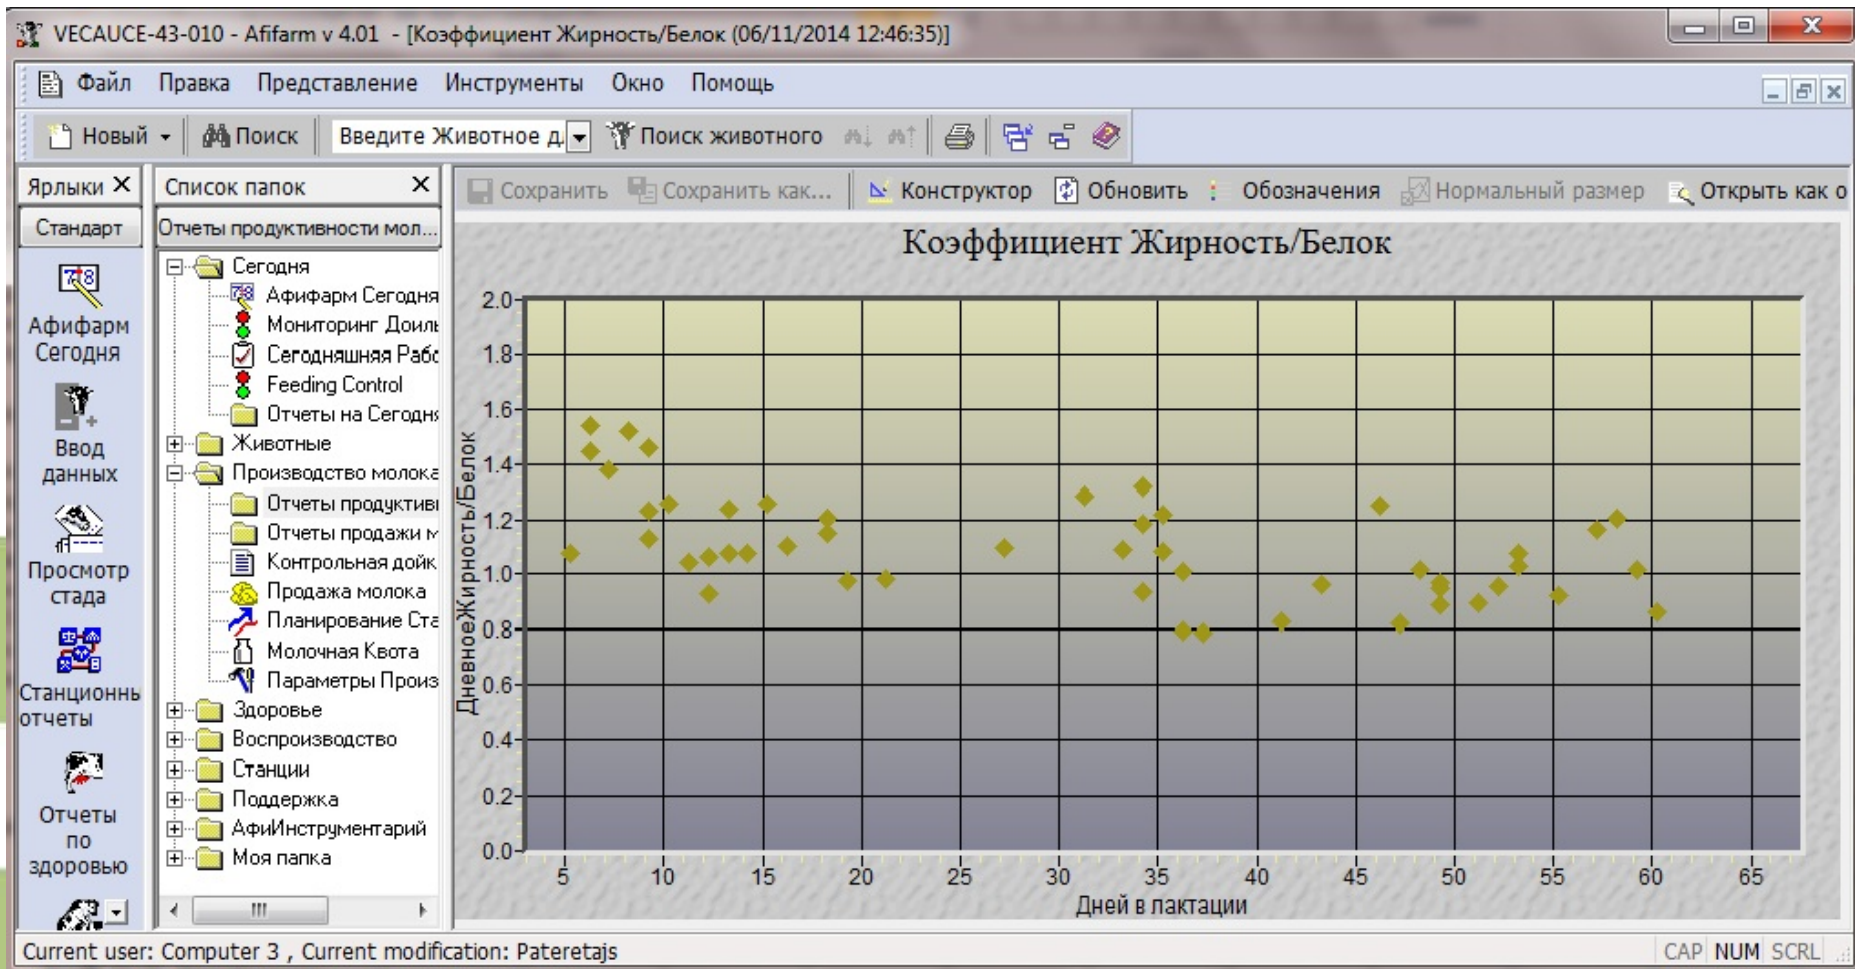 VECAUCE-43-010 - Afifarm v 4.01 - [Коэффициент Жирность/Белок (06/11/2014 12:46:35)]
Файл Правка Представление Инструменты Окно Помощь
Новый Поиск Введите Животное д Поиск животного
Ярлыки
Стандарт
Афифарм
Сегодня
Ввод
данных
Просмотр
стада
Станционнь
отчеты
Отчеты
по
здоровью
Список папок
Отчеты продуктивности мол...
Сегодня
Афифарм Сегодня
Мониторинг Доиль
Сегодняшняя Рабо
Feeding Control
Отчеты на Сегодня
Животные
Производство молока
Отчеты продуктиви
Отчеты продажи м
Контрольная дойк
Продажа молока
Планирование Ста
Молочная Квота
Параметры Произ
Здоровье
Воспроизводство
Станции
Поддержка
АфиИнструментарий
Моя папка
Сохранить Сохранить как... Конструктор Обновить Обозначения Нормальный размер Открыть как о
Коэффициент Жирность/Белок
ДневноеЖирность/Белок
2.0
1.8
1.6
1.4
1.2
1.0
0.8
0.6
0.4
0.2
0.0
5 10 15 20 25 30 35 40 45 50 55 60 65
Дней в лактации
Current user: Computer 3 , Current modification: Pateretajs
CAP NUM SCRL